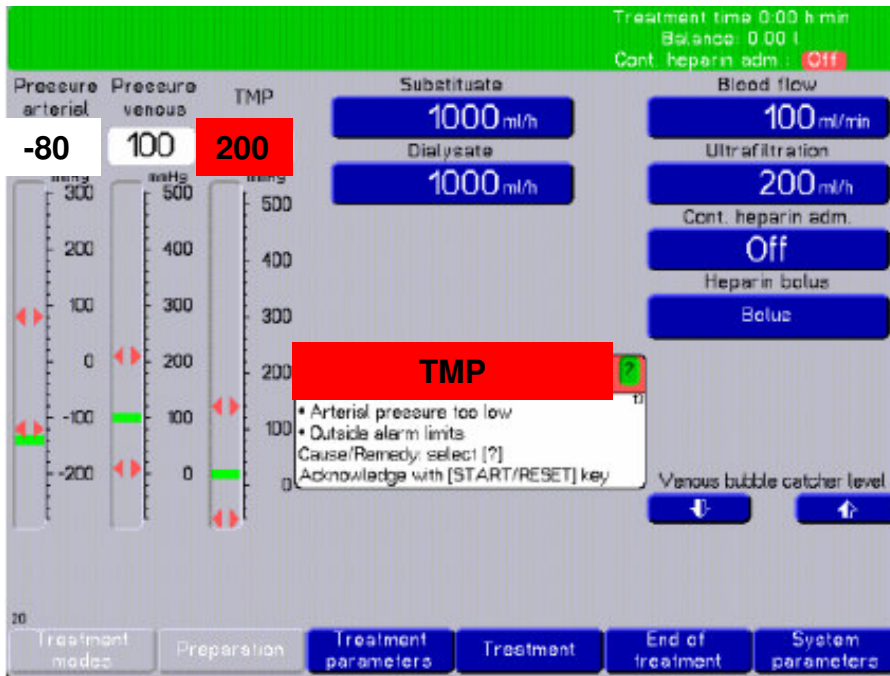 Treatment time 0:00 h:min
Balance: 0.00 l
Cont. heparin adm.: Off
Pressure arterial
Pressure venous
TMP
-80
100
200
mmHg
mmHg
mmHg
300
200
100
0
-100
-200
500
400
300
200
100
0
500
400
300
200
100
0
Substituate
1000 ml/h
Dialysate
1000 ml/h
Blood flow
100 ml/min
Ultrafiltration
200 ml/h
Cont. heparin adm.
Off
Heparin bolus
Bolus
TMP
?
• Arterial pressure too low
• Outside alarm limits
Cause/Remedy: select [?]
Acknowledge with [START/RESET] key
Venous bubble catcher level
20
Treatment modes
Preparation
Treatment parameters
Treatment
End of treatment
System parameters